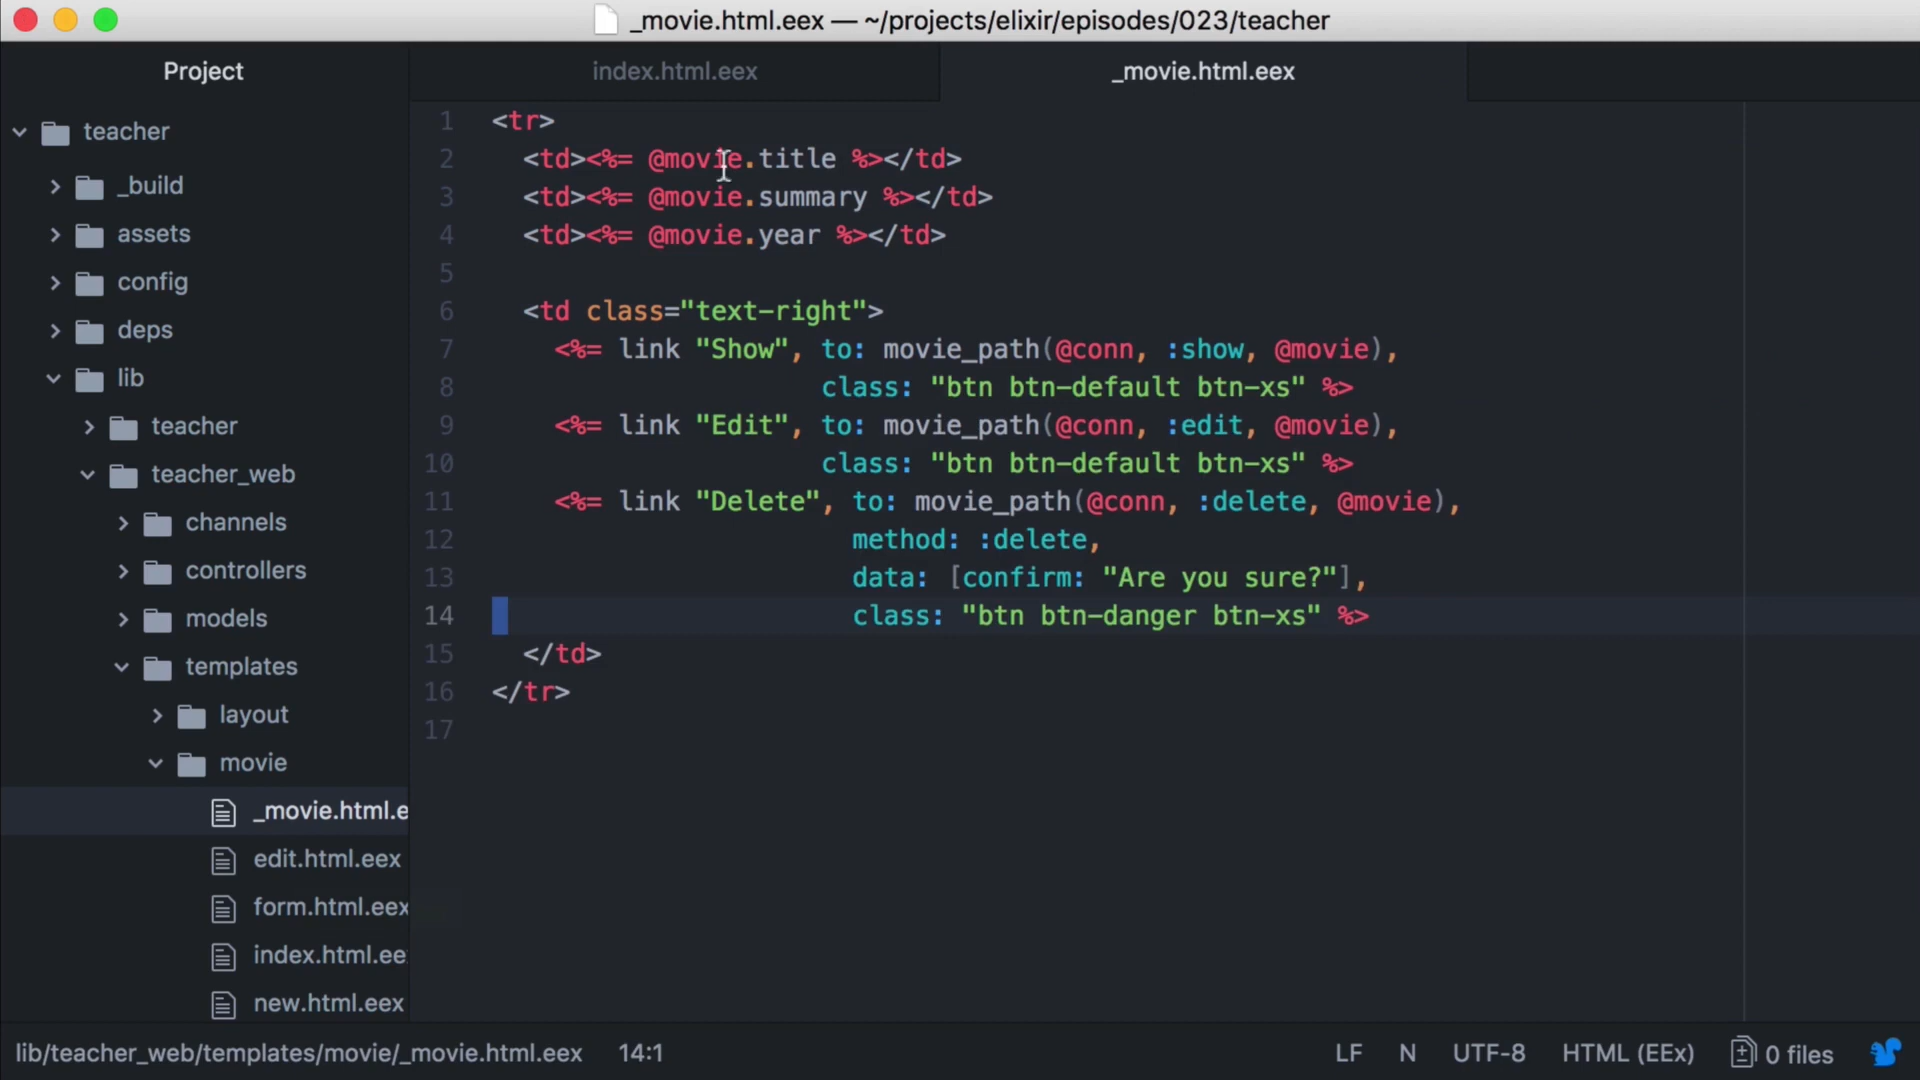 _movie.html.eex — ~/projects/elixir/episodes/023/teacher
Project
index.html.eex
_movie.html.eex
teacher
_build
assets
config
deps
lib
teacher
teacher_web
channels
controllers
models
templates
layout
movie
_movie.html.e
edit.html.eex
form.html.eex
index.html.ee
new.html.eex
1 <tr>
2 <td><%= @movie.title %></td>
3 <td><%= @movie.summary %></td>
4 <td><%= @movie.year %></td>
5
6 <td class="text-right">
7 <%= link "Show", to: movie_path(@conn, :show, @movie),
8 class: "btn btn-default btn-xs" %>
9 <%= link "Edit", to: movie_path(@conn, :edit, @movie),
10 class: "btn btn-default btn-xs" %>
11 <%= link "Delete", to: movie_path(@conn, :delete, @movie),
12 method: :delete,
13 data: [confirm: "Are you sure?"],
14 class: "btn btn-danger btn-xs" %>
15 </td>
16 </tr>
17
lib/teacher_web/templates/movie/_movie.html.eex 14:1 LF N UTF-8 HTML (EEx) 0 files